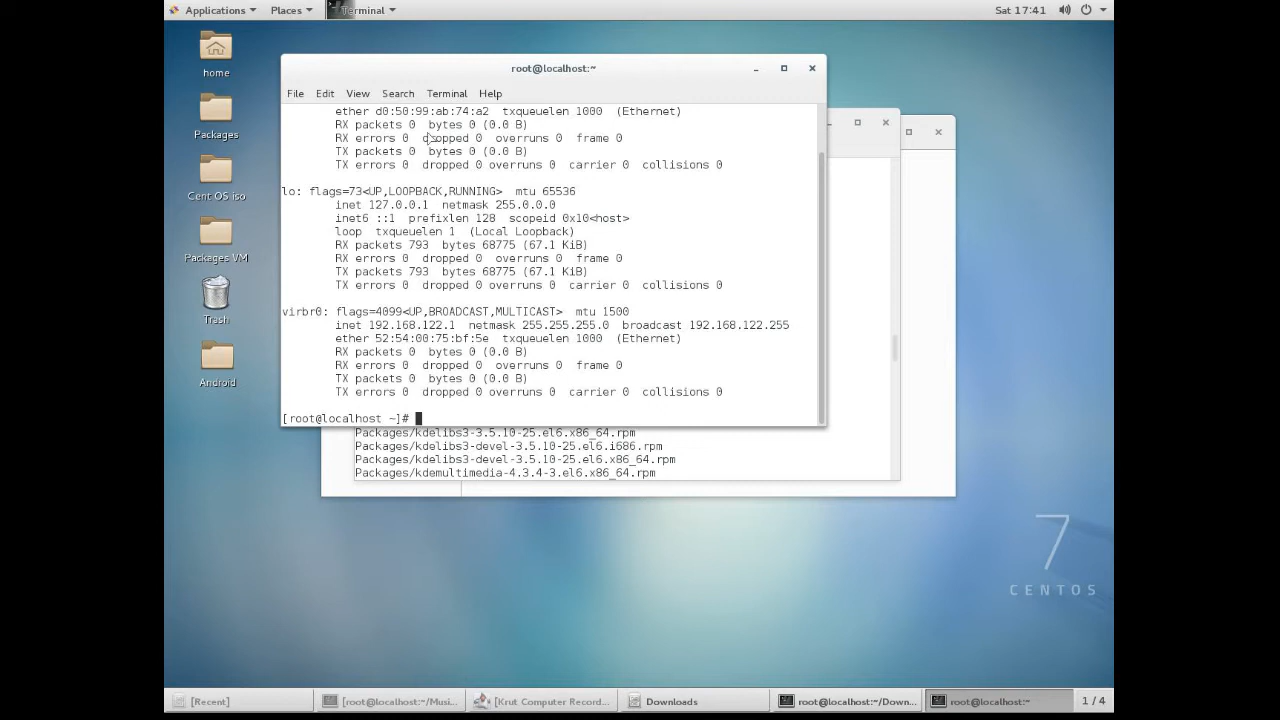 Applications Places Terminal Sat 17:41
home
Packages
Cent OS iso
Packages VM
Trash
Android
root@localhost:~
File Edit View Search Terminal Help
ether d0:50:99:ab:74:a2 txqueuelen 1000 (Ethernet)
RX packets 0 bytes 0 (0.0 B)
RX errors 0 dropped 0 overruns 0 frame 0
TX packets 0 bytes 0 (0.0 B)
TX errors 0 dropped 0 overruns 0 carrier 0 collisions 0
lo: flags=73<UP,LOOPBACK,RUNNING> mtu 65536
inet 127.0.0.1 netmask 255.0.0.0
inet6 ::1 prefixlen 128 scopeid 0x10<host>
loop txqueuelen 1 (Local Loopback)
RX packets 793 bytes 68775 (67.1 KiB)
RX errors 0 dropped 0 overruns 0 frame 0
TX packets 793 bytes 68775 (67.1 KiB)
TX errors 0 dropped 0 overruns 0 carrier 0 collisions 0
virbr0: flags=4099<UP,BROADCAST,MULTICAST> mtu 1500
inet 192.168.122.1 netmask 255.255.255.0 broadcast 192.168.122.255
ether 52:54:00:75:bf:5e txqueuelen 1000 (Ethernet)
RX packets 0 bytes 0 (0.0 B)
RX errors 0 dropped 0 overruns 0 frame 0
TX packets 0 bytes 0 (0.0 B)
TX errors 0 dropped 0 overruns 0 carrier 0 collisions 0
[root@localhost ~]#
Packages/kdelibs3-3.5.10-25.el6.x86_64.rpm
Packages/kdelibs3-devel-3.5.10-25.el6.i686.rpm
Packages/kdelibs3-devel-3.5.10-25.el6.x86_64.rpm
Packages/kdemultimedia-4.3.4-3.el6.x86_64.rpm
7
CENTOS
[Recent] [root@localhost:~/Musi... [Krut Computer Record... Downloads root@localhost:~/Down... root@localhost:~ 1 / 4